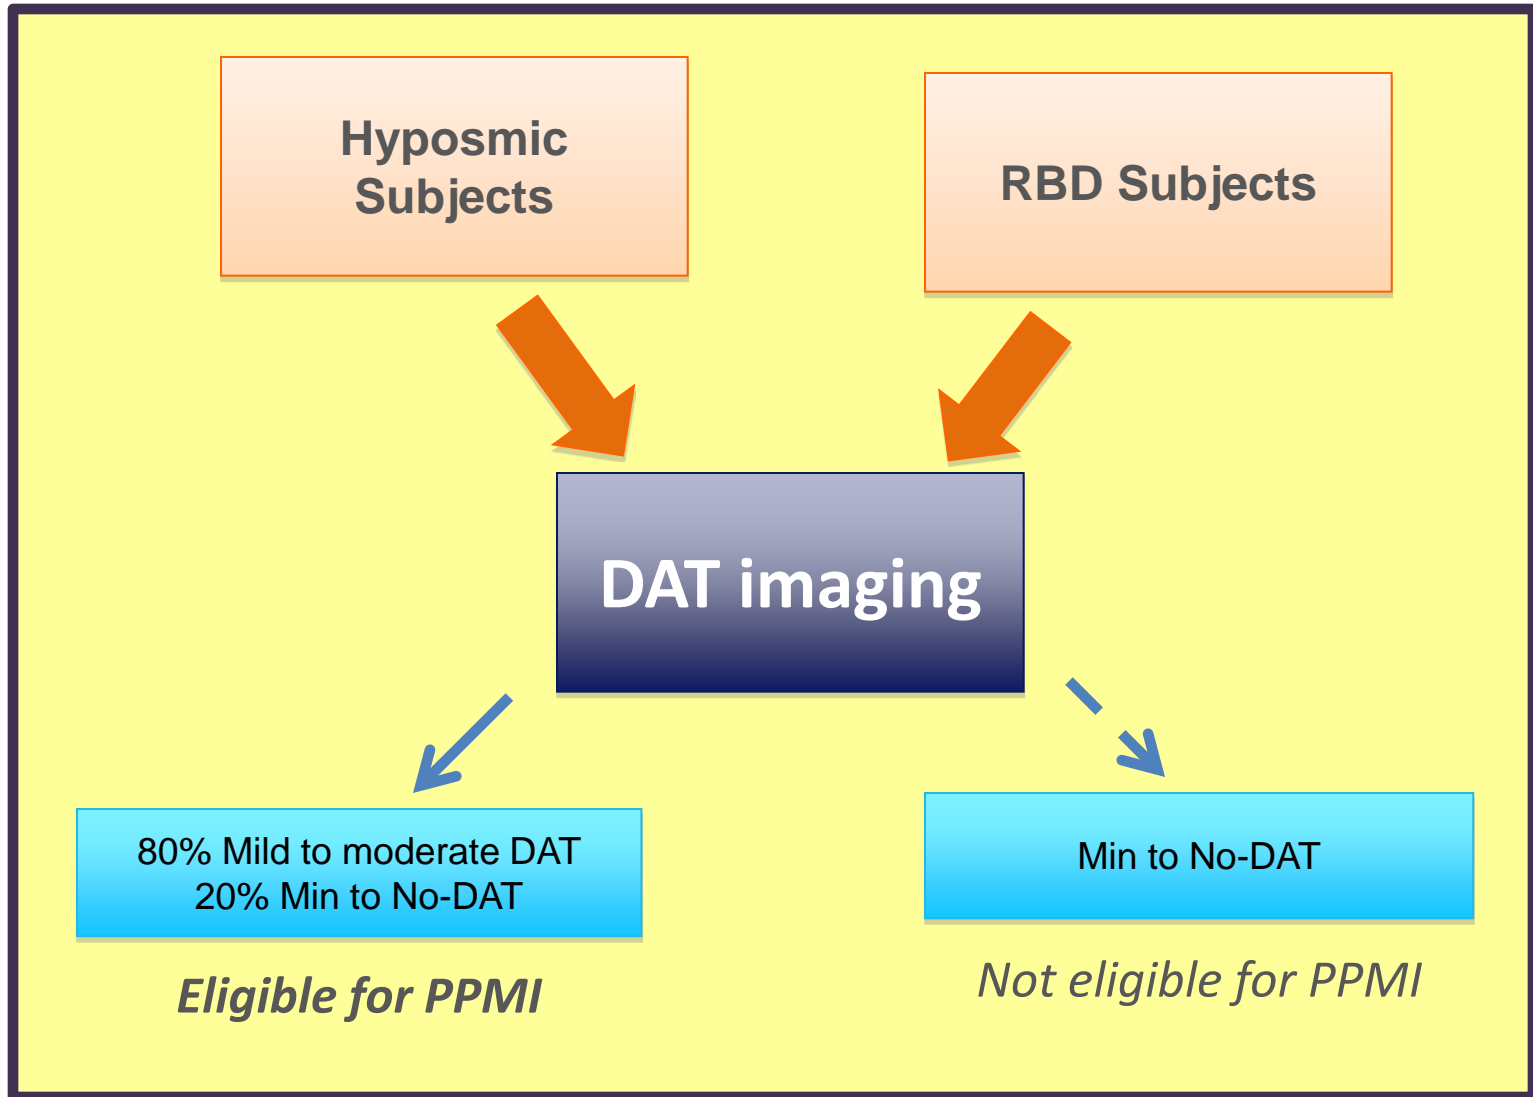 Hyposmic
Subjects
RBD Subjects
DAT imaging
80% Mild to moderate DAT
20% Min to No-DAT
Min to No-DAT
Eligible for PPMI
Not eligible for PPMI